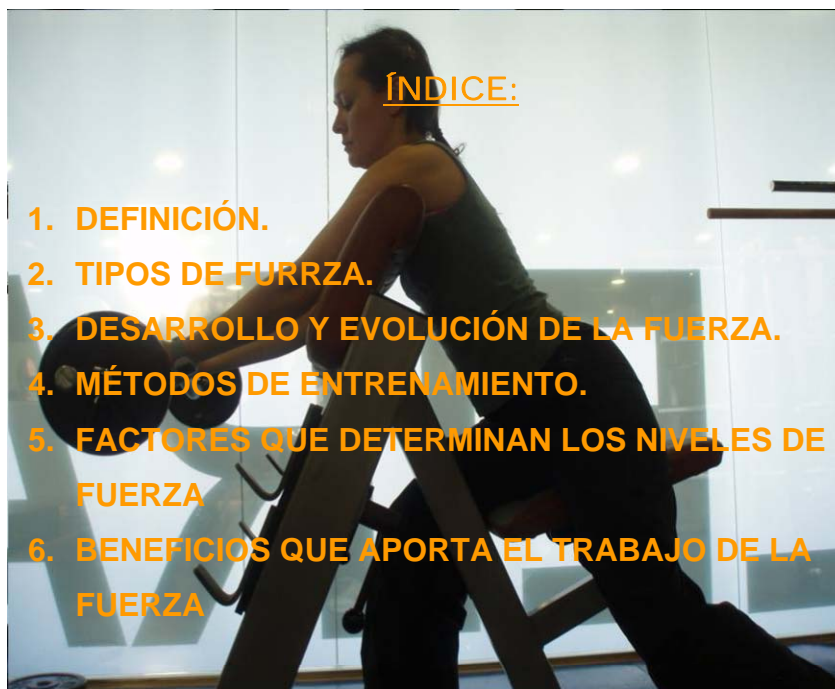 ÍNDICE:
1. DEFINICIÓN.
2. TIPOS DE FURRZA.
3. DESARROLLO Y EVOLUCIÓN DE LA FUERZA.
4. MÉTODOS DE ENTRENAMIENTO.
5. FACTORES QUE DETERMINAN LOS NIVELES DE
FUERZA
6. BENEFICIOS QUE APORTA EL TRABAJO DE LA
FUERZA